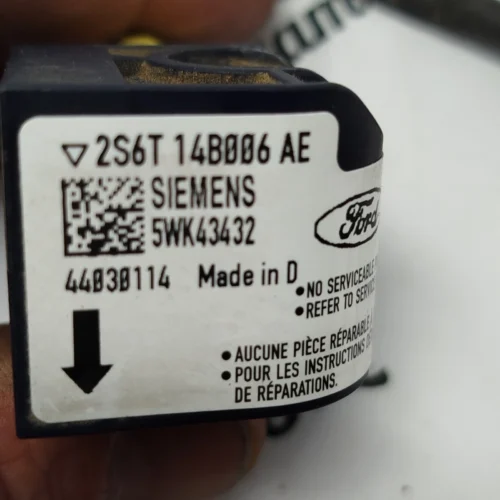 2S6T 14B006 AE
SIEMENS
5WK43432
44030114 Made in D
Ford
•NO SERVICEABLE
•REFER TO SERVICE
•AUCUNE PIÈCE RÉPARABLE
•POUR LES INSTRUCTIONS
DE RÉPARATIONS.